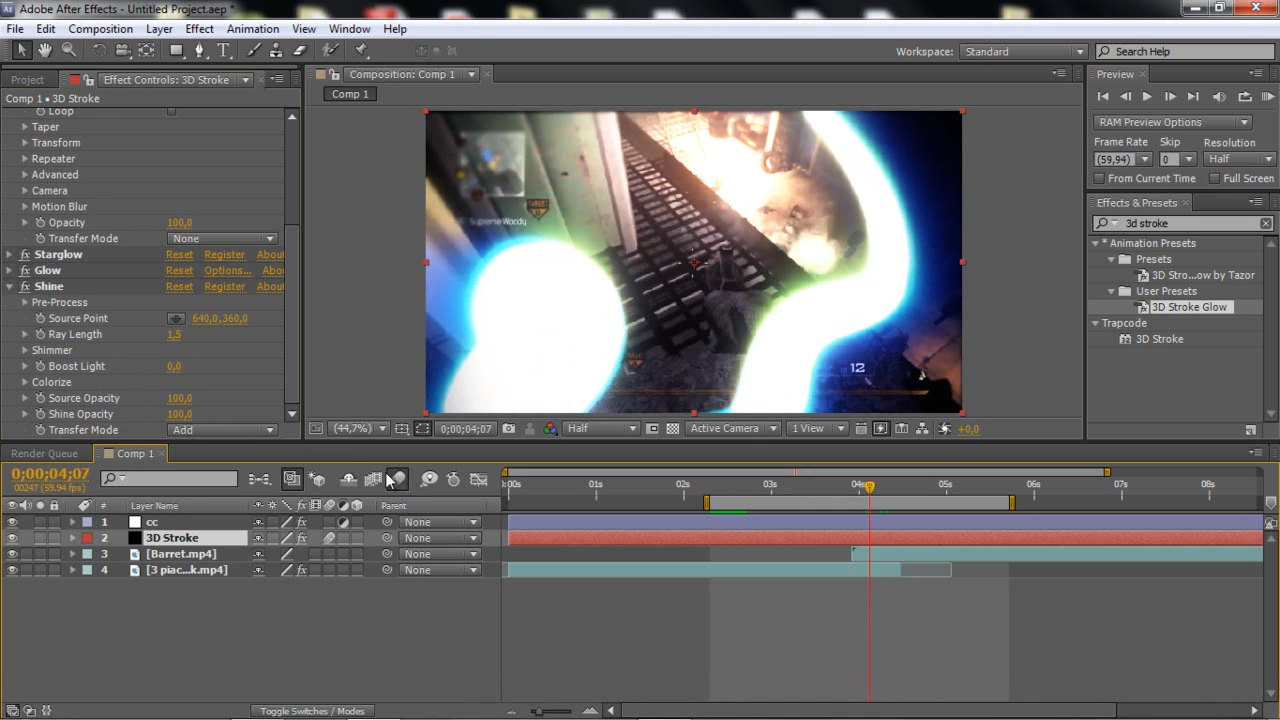 Adobe After Effects - Untitled Project.aep *
File Edit Composition Layer Effect Animation View Window Help
Workspace: Standard Search Help
Project Effect Controls: 3D Stroke
Comp 1 • 3D Stroke
Loop
Taper
Transform
Repeater
Advanced
Camera
Motion Blur
Opacity 100,0
Transfer Mode None
Starglow Reset Register Abou
Glow Reset Options... Abou
Shine Reset Register Abou
Pre-Process
Source Point 640,0,360,0
Ray Length 1,5
Shimmer
Boost Light 0,0
Colorize
Source Opacity 100,0
Shine Opacity 100,0
Transfer Mode Add
Composition: Comp 1
Comp 1
Supreme Woody
12
(44,7%) 0;00;04;07 Half Active Camera 1 View +0,0
Preview
RAM Preview Options
Frame Rate Skip Resolution
(59,94) 0 Half
From Current Time Full Screen
Effects & Presets
3d stroke
* Animation Presets
Presets
3D Stro...ow by Tazor
User Presets
3D Stroke Glow
Trapcode
3D Stroke
Render Queue Comp 1
0;00;04;07
00247 (59.94 fps)
:00s 01s 02s 03s 04s 05s 06s 07s 08s
# Layer Name Parent
1 cc None
2 3D Stroke None
3 [Barret.mp4] None
4 [3 piac...k.mp4] None
Toggle Switches / Modes